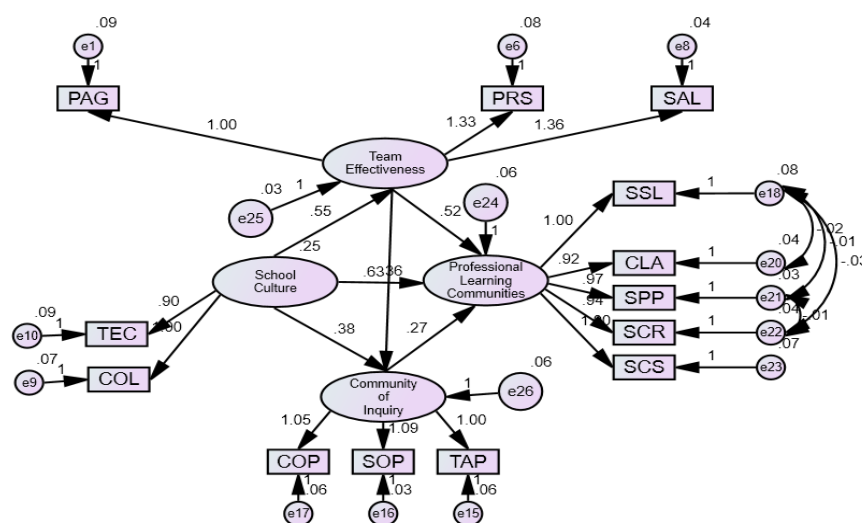 .09
.08
.04
e1
e6
e8
1
1
1
PAG
PRS
SAL
1.00
1.33
1.36
Team
Effectiveness
.03
1
e25
.06
e24
1
.55
.52
.25
School
Culture
.63
.36
Professional
Learning
Communities
1.00
.92
.97
.94
SSL
1
e18
.08
CLA
1
e20
.04
SPP
1
e21
.03
SCR
1
e22
.04
SCS
1
e23
.07
-.02
-.01
-.03
-.01
.90
.09
e10
1
TEC
.07
e9
1
COL
.38
.27
Community
of
Inquiry
1
e26
.06
1.05
1.09
1.00
COP
SOP
TAP
1
1
1
.06
.03
.06
e17
e16
e15